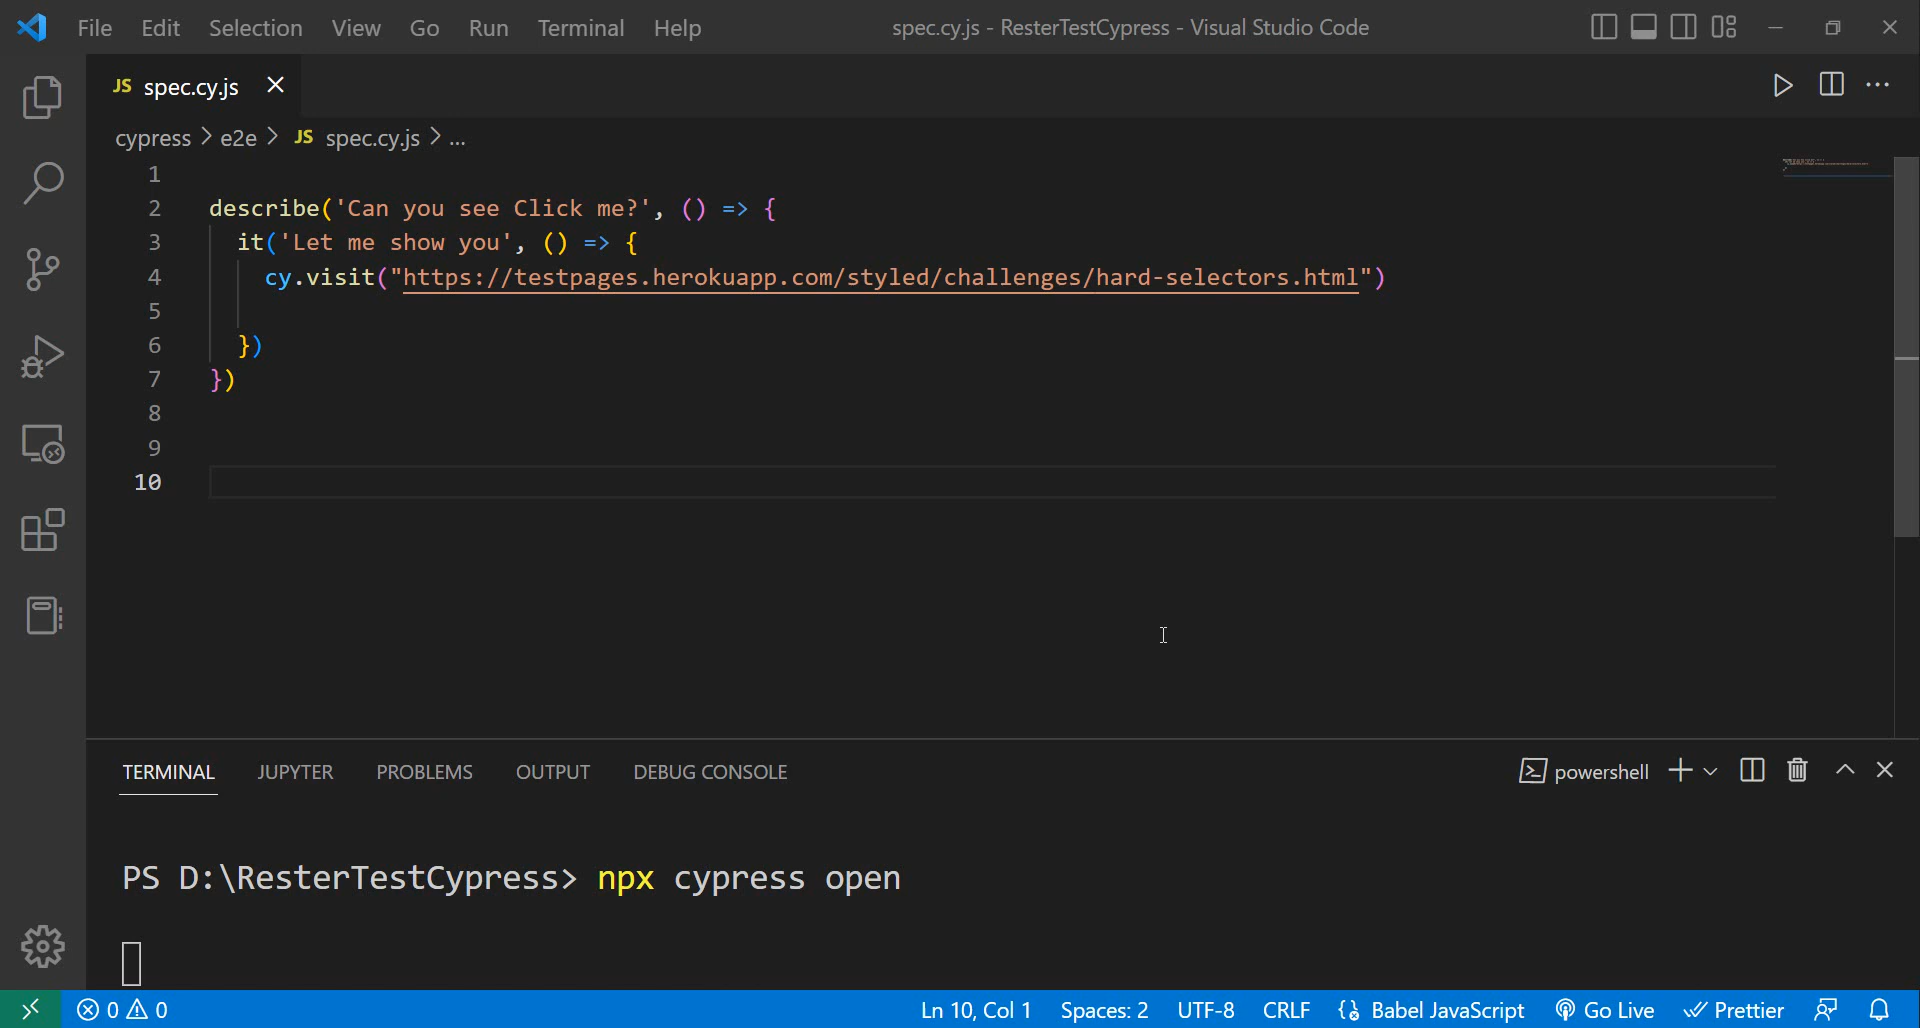 File Edit Selection View Go Run Terminal Help spec.cy.js - ResterTestCypress - Visual Studio Code
JS spec.cy.js
cypress > e2e > JS spec.cy.js > ...
1
2 describe('Can you see Click me?', () => {
3 it('Let me show you', () => {
4 cy.visit("https://testpages.herokuapp.com/styled/challenges/hard-selectors.html")
5
6 })
7 })
8
9
10
TERMINAL JUPYTER PROBLEMS OUTPUT DEBUG CONSOLE powershell
PS D:\ResterTestCypress> npx cypress open
0 0 Ln 10, Col 1 Spaces: 2 UTF-8 CRLF Babel JavaScript Go Live Prettier